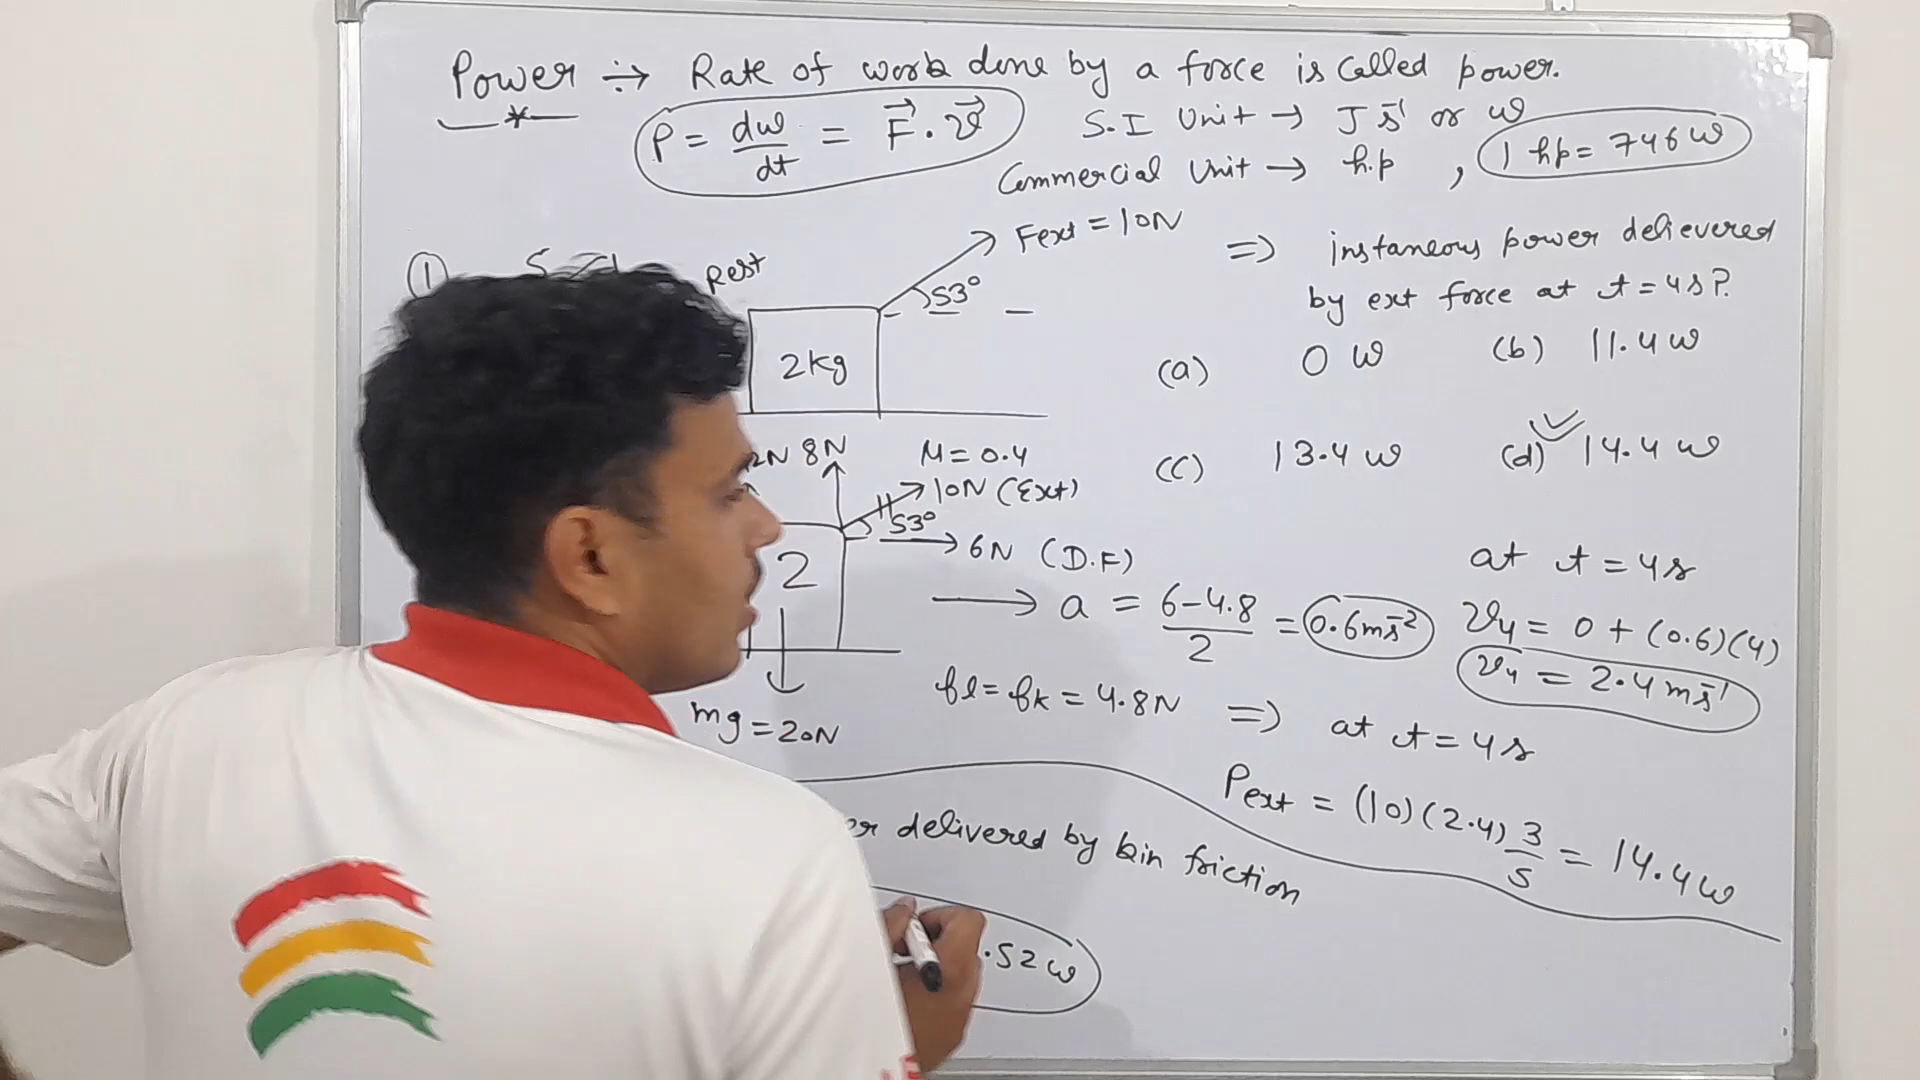 Power ÷→ Rate of work done by a force is called power.
P = dw/dt = F⃗ . v⃗
S.I Unit → J s⁻¹ or W
Commercial Unit → h.p , 1 hp = 746 W
①
Rest
Fext = 10N
53°
2kg
=> instaneous power delievered
by ext force at t = 4s?
(a) 0 W (b) 11.4 W
(c) 13.4 W (d) 14.4 W
2N 8N μ = 0.4
10N (Ext)
53°
6N (D.F)
2
mg = 20N
→ a = 6-4.8/2 = 0.6 ms⁻²
fl = fk = 4.8N
at t = 4s
v4 = 0 + (0.6)(4)
v4 = 2.4 ms⁻¹
=> at t = 4s
Pext = (10)(2.4) 3/5 = 14.4 W
er delivered by kin friction
.52 W